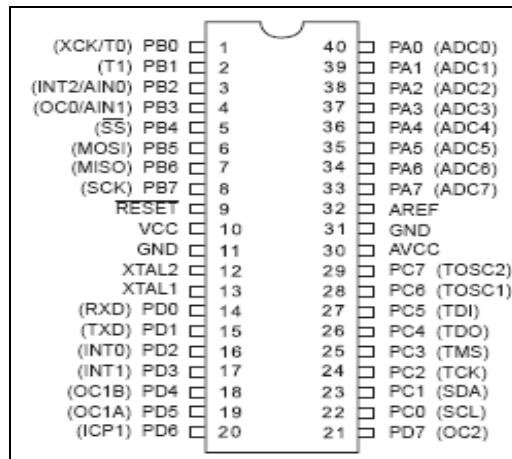 (XCK/T0) PB0 1 40 PA0 (ADC0)
(T1) PB1 2 39 PA1 (ADC1)
(INT2/AIN0) PB2 3 38 PA2 (ADC2)
(OC0/AIN1) PB3 4 37 PA3 (ADC3)
(SS) PB4 5 36 PA4 (ADC4)
(MOSI) PB5 6 35 PA5 (ADC5)
(MISO) PB6 7 34 PA6 (ADC6)
(SCK) PB7 8 33 PA7 (ADC7)
RESET 9 32 AREF
VCC 10 31 GND
GND 11 30 AVCC
XTAL2 12 29 PC7 (TOSC2)
XTAL1 13 28 PC6 (TOSC1)
(RXD) PD0 14 27 PC5 (TDI)
(TXD) PD1 15 26 PC4 (TDO)
(INT0) PD2 16 25 PC3 (TMS)
(INT1) PD3 17 24 PC2 (TCK)
(OC1B) PD4 18 23 PC1 (SDA)
(OC1A) PD5 19 22 PC0 (SCL)
(ICP1) PD6 20 21 PD7 (OC2)